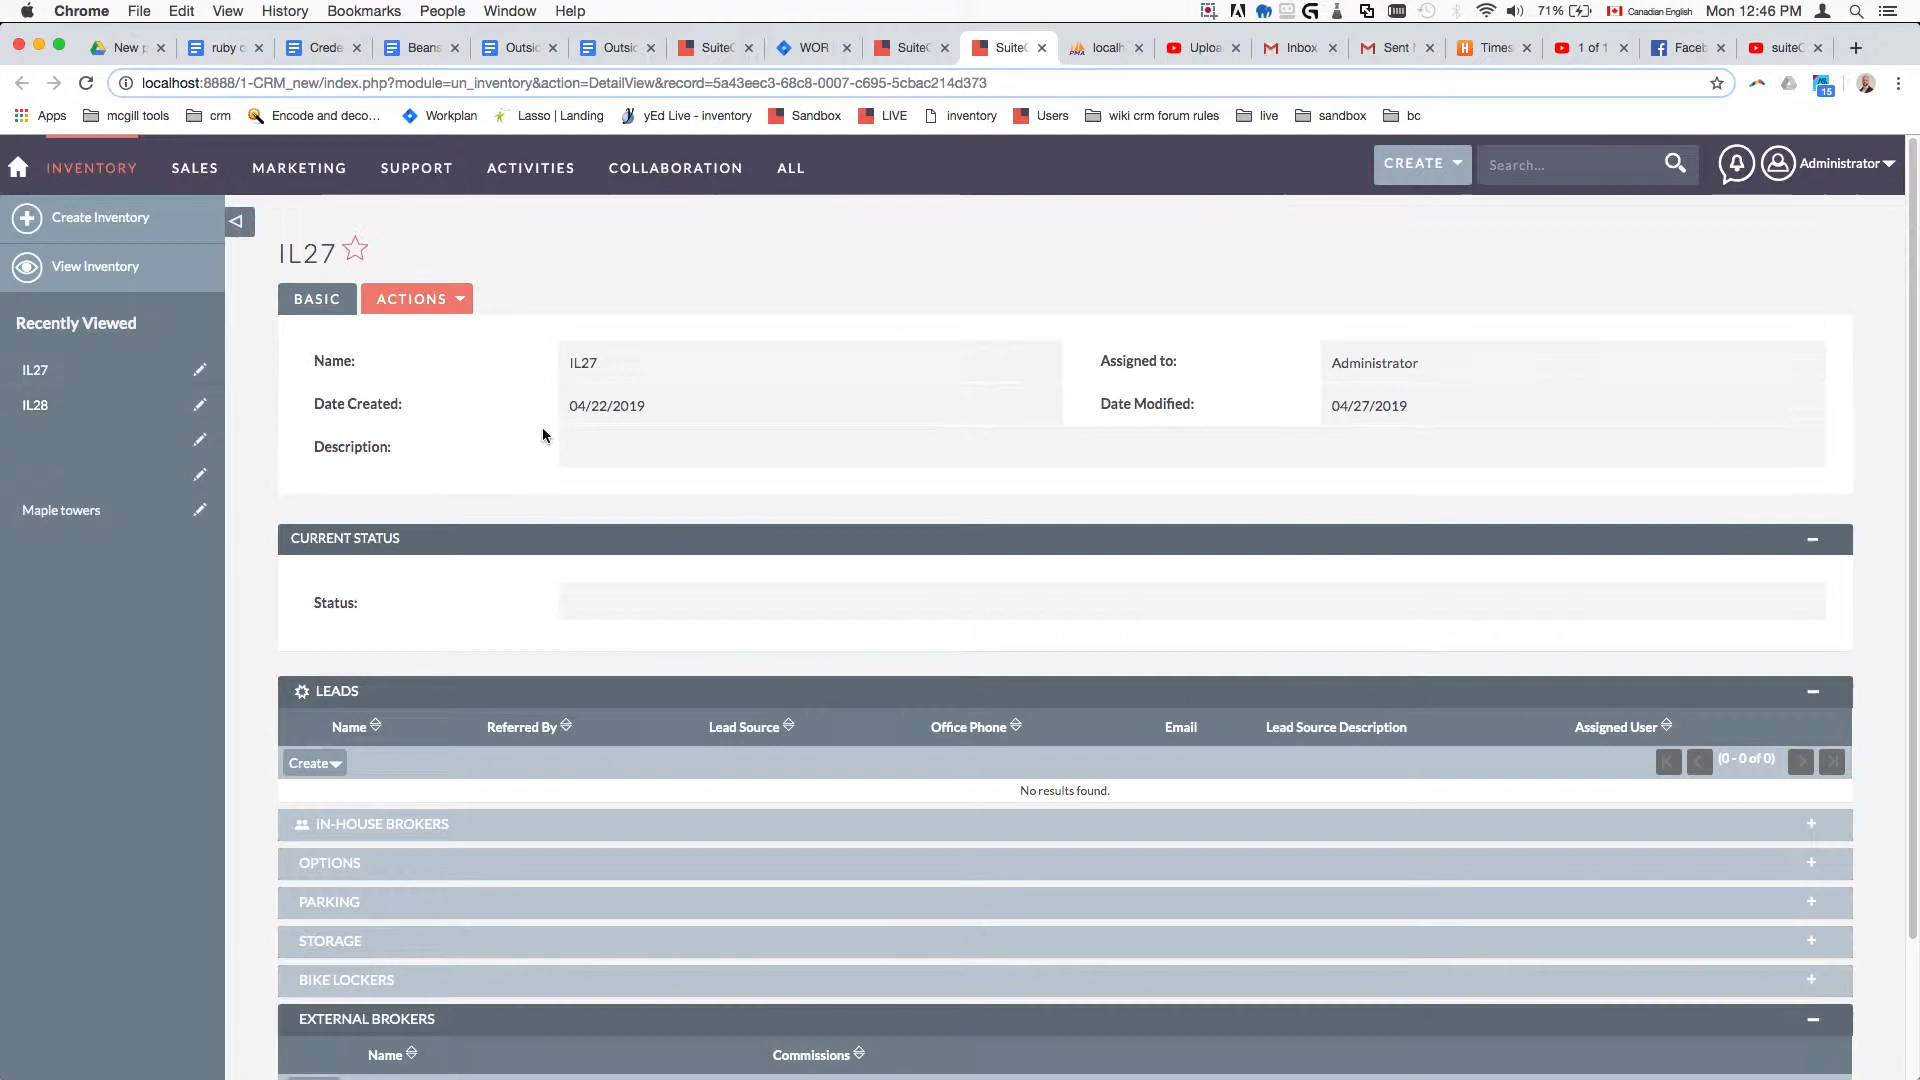 Chrome File Edit View History Bookmarks People Window Help 71% Canadian English Mon 12:46 PM
New p ruby c Crede Beans Outsi Outsi SuiteC WOR SuiteC SuiteC localh Uploa Inbox Sent Times 1 of 1 Faceb suiteC
localhost:8888/1-CRM_new/index.php?module=un_inventory&action=DetailView&record=5a43eec3-68c8-0007-c695-5cbac214d373
15
Apps mcgill tools crm Encode and deco... Workplan Lasso | Landing yEd Live - inventory Sandbox LIVE inventory Users wiki crm forum rules live sandbox bc
INVENTORY SALES MARKETING SUPPORT ACTIVITIES COLLABORATION ALL CREATE Search... Administrator
Create Inventory
View Inventory
Recently Viewed
IL27
IL28
Maple towers
IL27
BASIC ACTIONS
Name: IL27 Assigned to: Administrator
Date Created: 04/22/2019 Date Modified: 04/27/2019
Description:
CURRENT STATUS
Status:
LEADS
Name Referred By Lead Source Office Phone Email Lead Source Description Assigned User
Create (0 - 0 of 0)
No results found.
IN-HOUSE BROKERS
OPTIONS
PARKING
STORAGE
BIKE LOCKERS
EXTERNAL BROKERS
Name Commissions